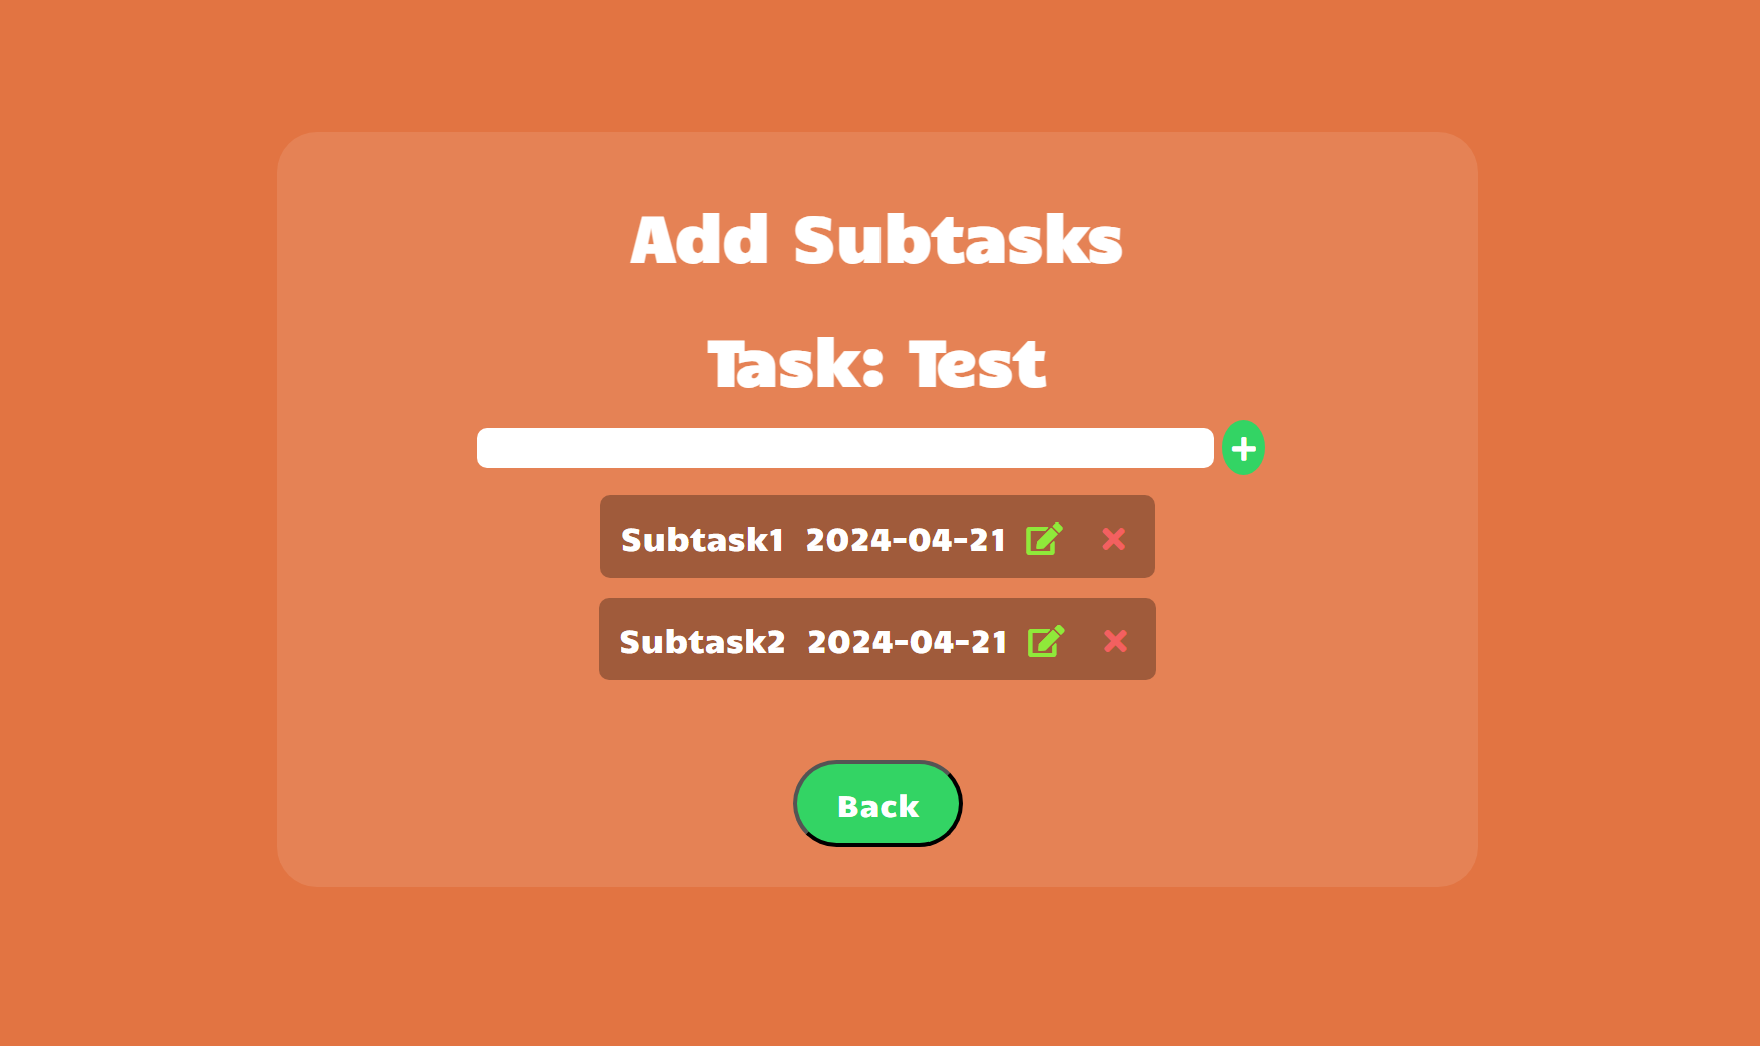 Add Subtasks
Task: Test
Subtask1 2024-04-21
Subtask2 2024-04-21
Back